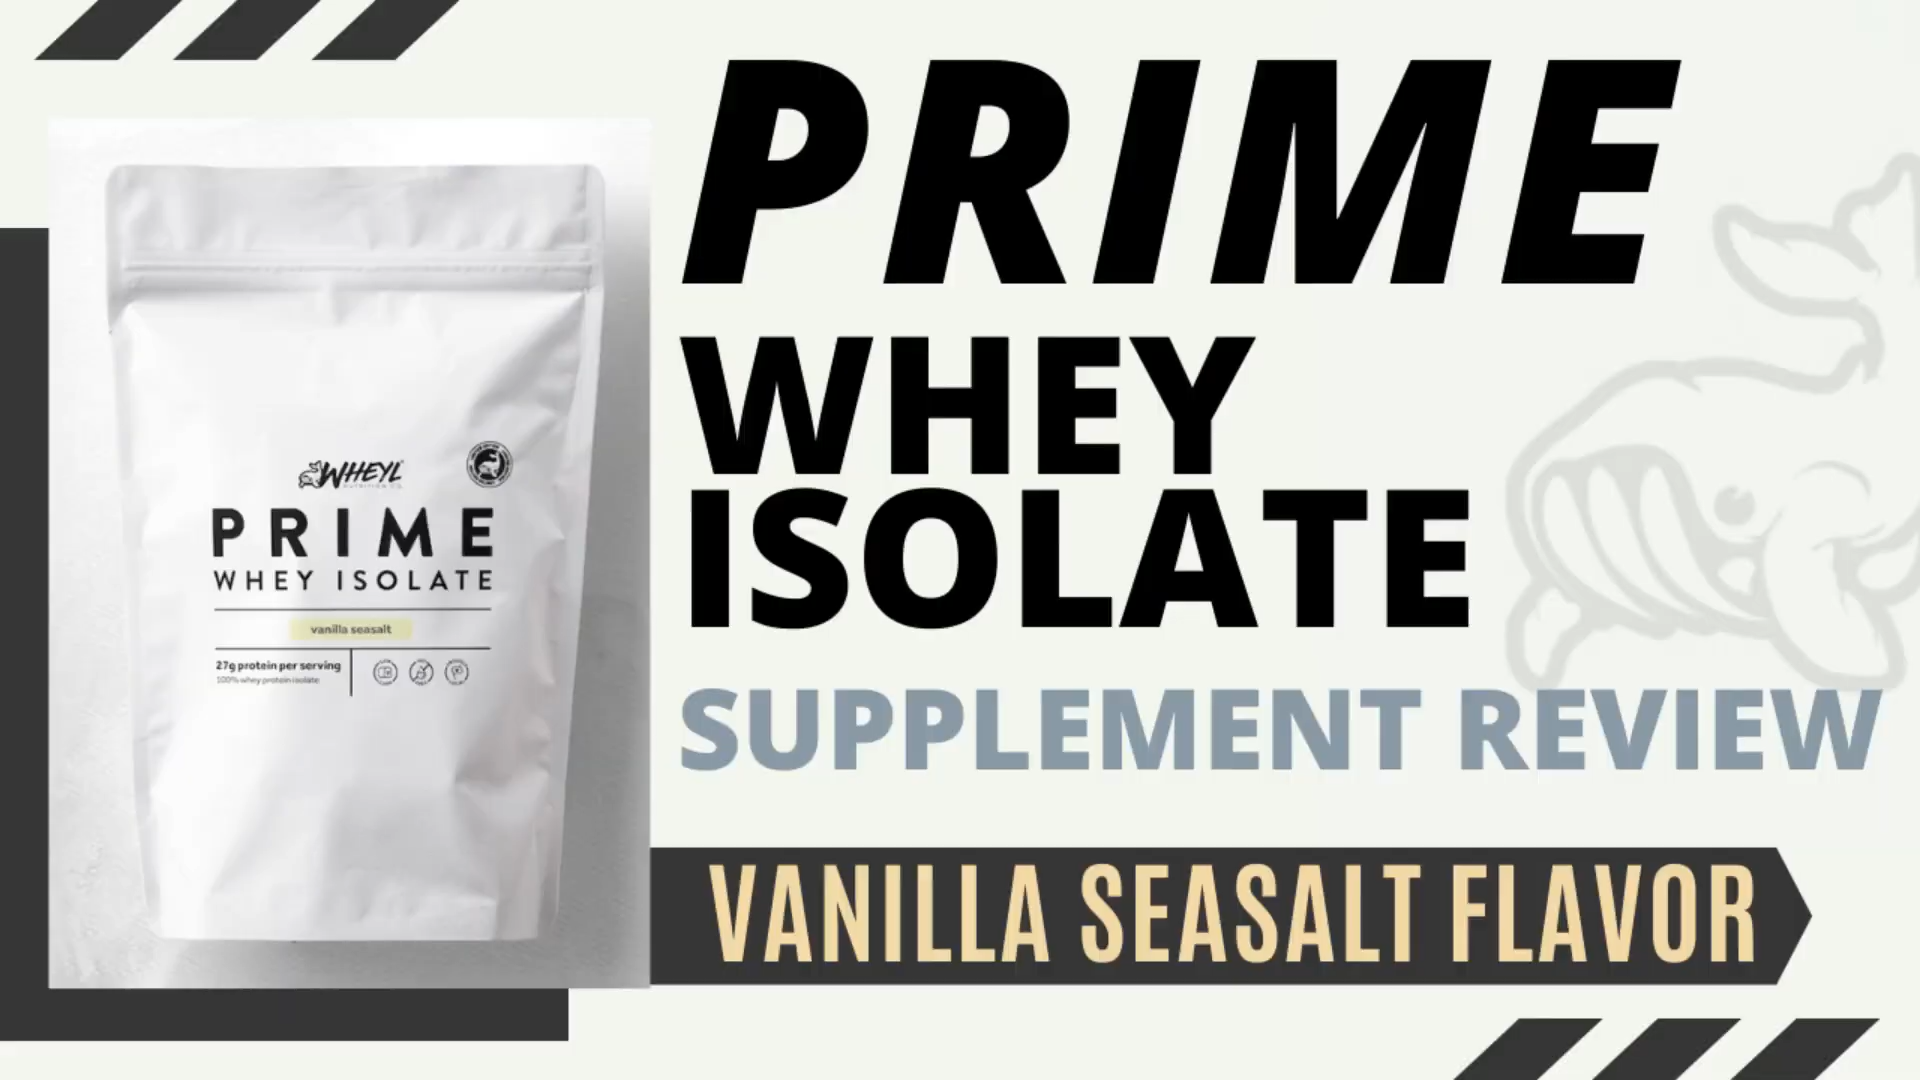 PRIME
WHEY
ISOLATE
SUPPLEMENT REVIEW
VANILLA SEASALT FLAVOR
WHEYL
PRIME
WHEY ISOLATE
vanilla seasalt
27g protein per serving
100% whey protein isolate